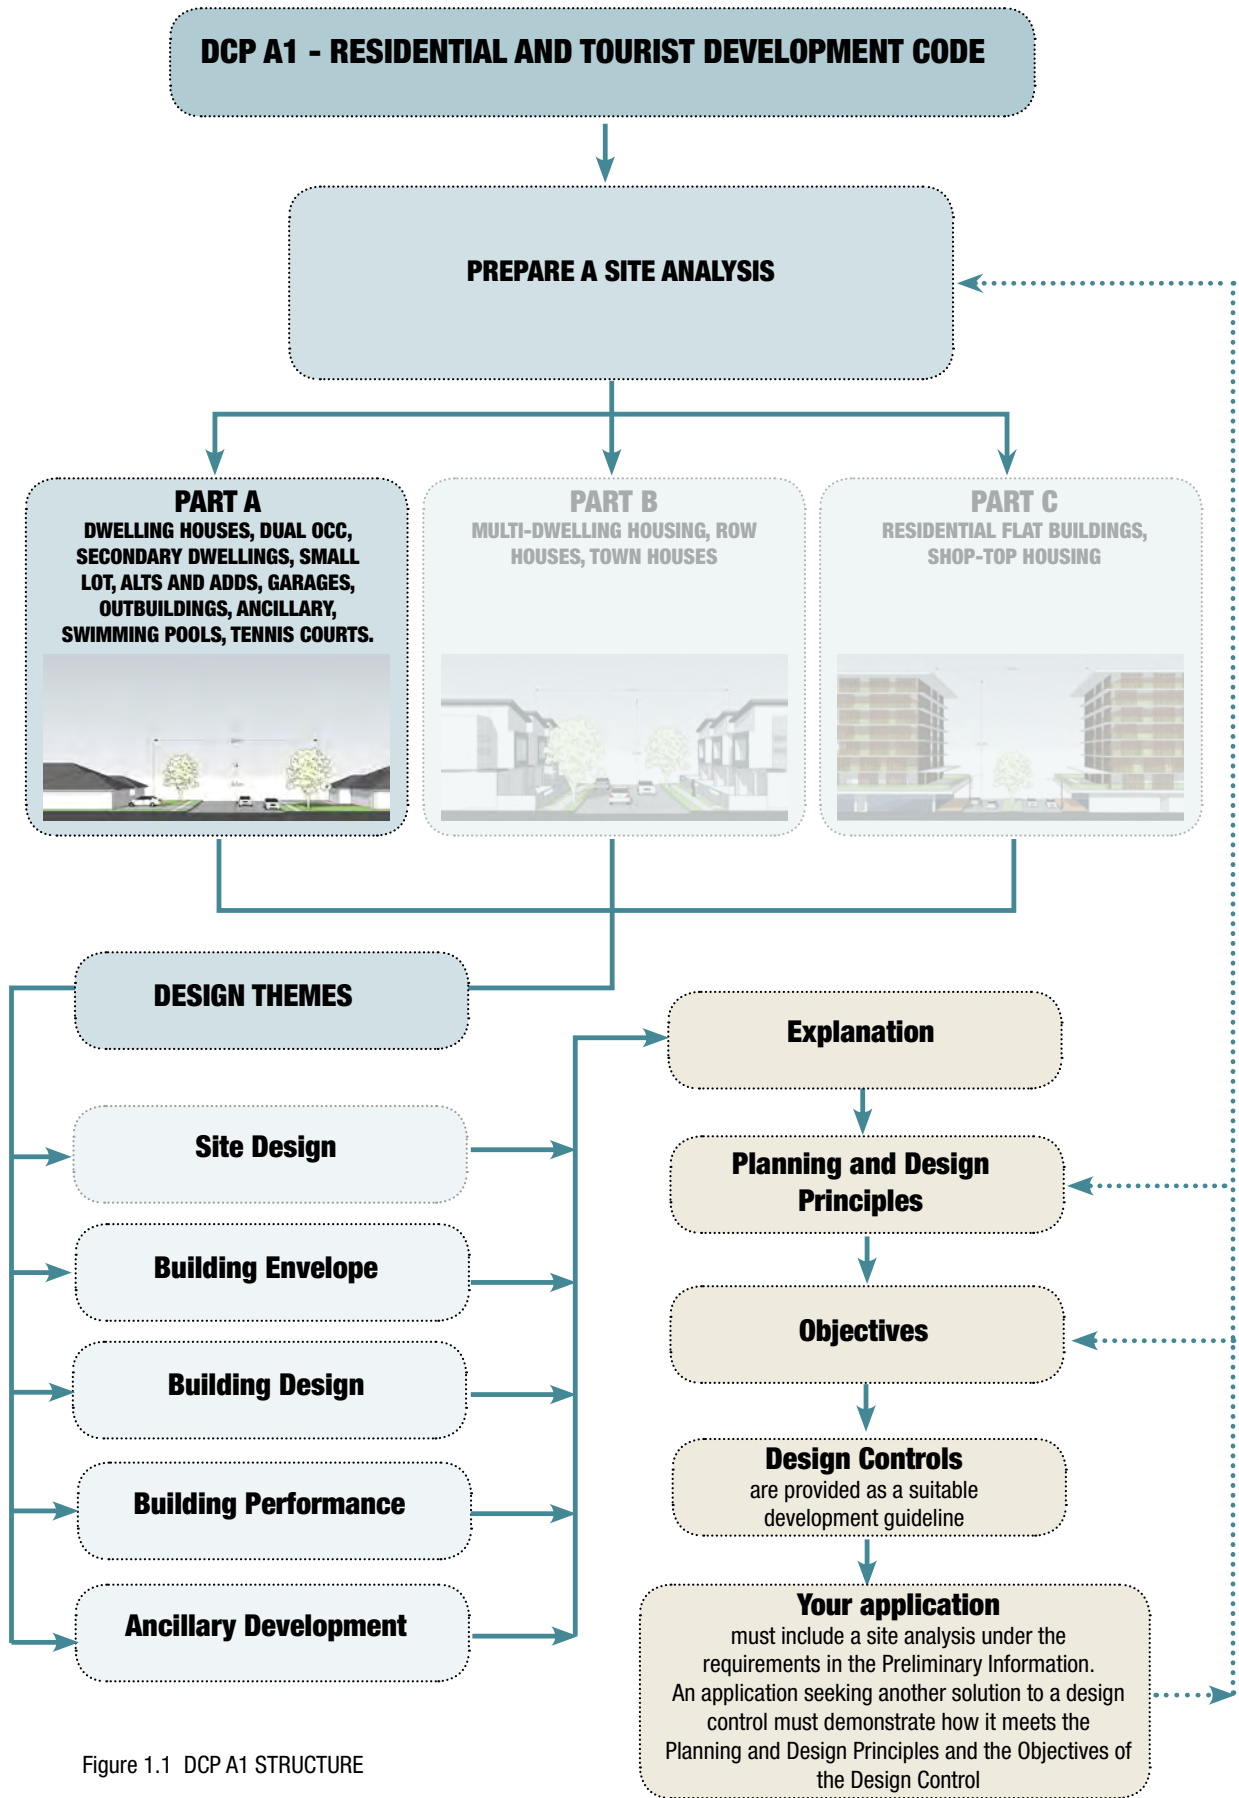 DCP A1 - RESIDENTIAL AND TOURIST DEVELOPMENT CODE
PREPARE A SITE ANALYSIS
PART A
DWELLING HOUSES, DUAL OCC,
SECONDARY DWELLINGS, SMALL
LOT, ALTS AND ADDS, GARAGES,
OUTBUILDINGS, ANCILLARY,
SWIMMING POOLS, TENNIS COURTS.
PART B
MULTI-DWELLING HOUSING, ROW
HOUSES, TOWN HOUSES
PART C
RESIDENTIAL FLAT BUILDINGS,
SHOP-TOP HOUSING
DESIGN THEMES
Site Design
Building Envelope
Building Design
Building Performance
Ancillary Development
Explanation
Planning and Design
Principles
Objectives
Design Controls
are provided as a suitable
development guideline
Your application
must include a site analysis under the
requirements in the Preliminary Information.
An application seeking another solution to a design
control must demonstrate how it meets the
Planning and Design Principles and the Objectives of
the Design Control
Figure 1.1 DCP A1 STRUCTURE